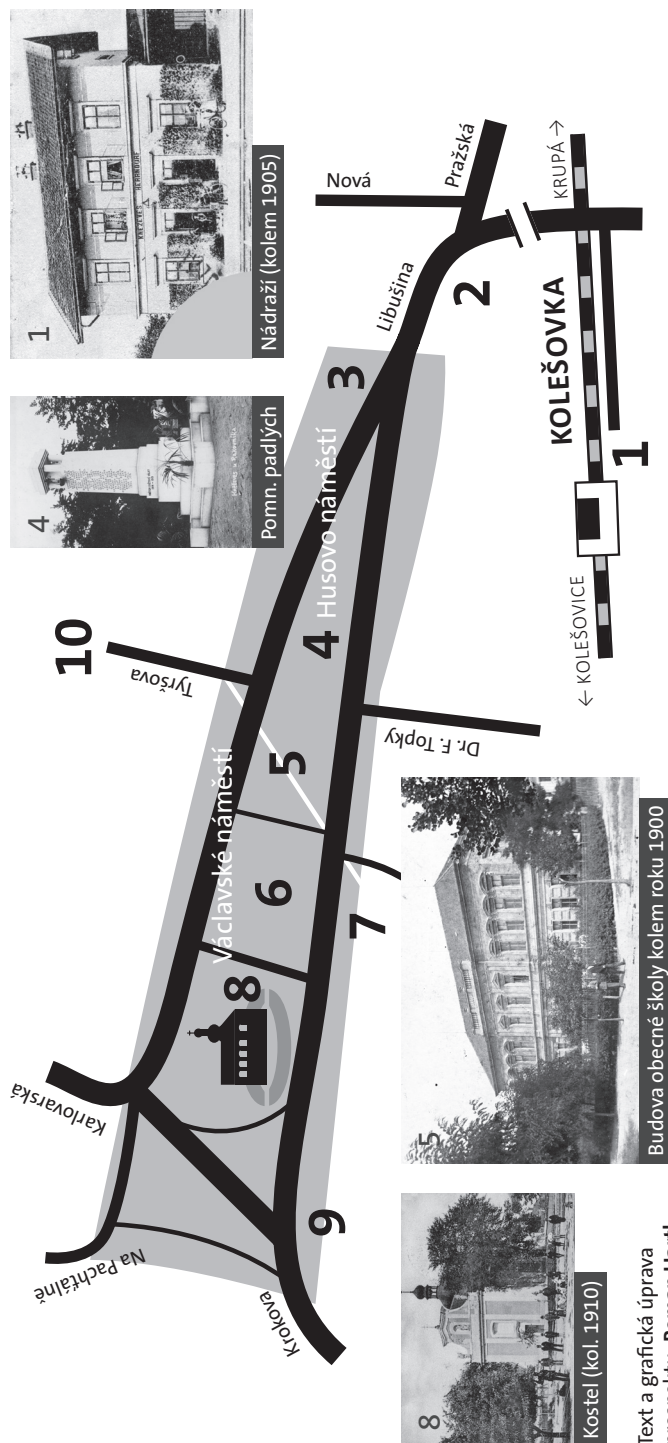 1
Nádraží (kolem 1905)
4
Pomn. padlých
Nová
Pražská
Libušina
2
3
Husovo náměstí
4
10
Tyršova
Dr. F. Topky
5
Václavské náměstí
6
7
8
Karlovarská
Na Pachťálně
Krokova
9
KOLEŠOVKA
← KOLEŠOVICE
KRUPÁ →
1
5
Budova obecné školy kolem roku 1900
8
Kostel (kol. 1910)
Text a grafická úprava